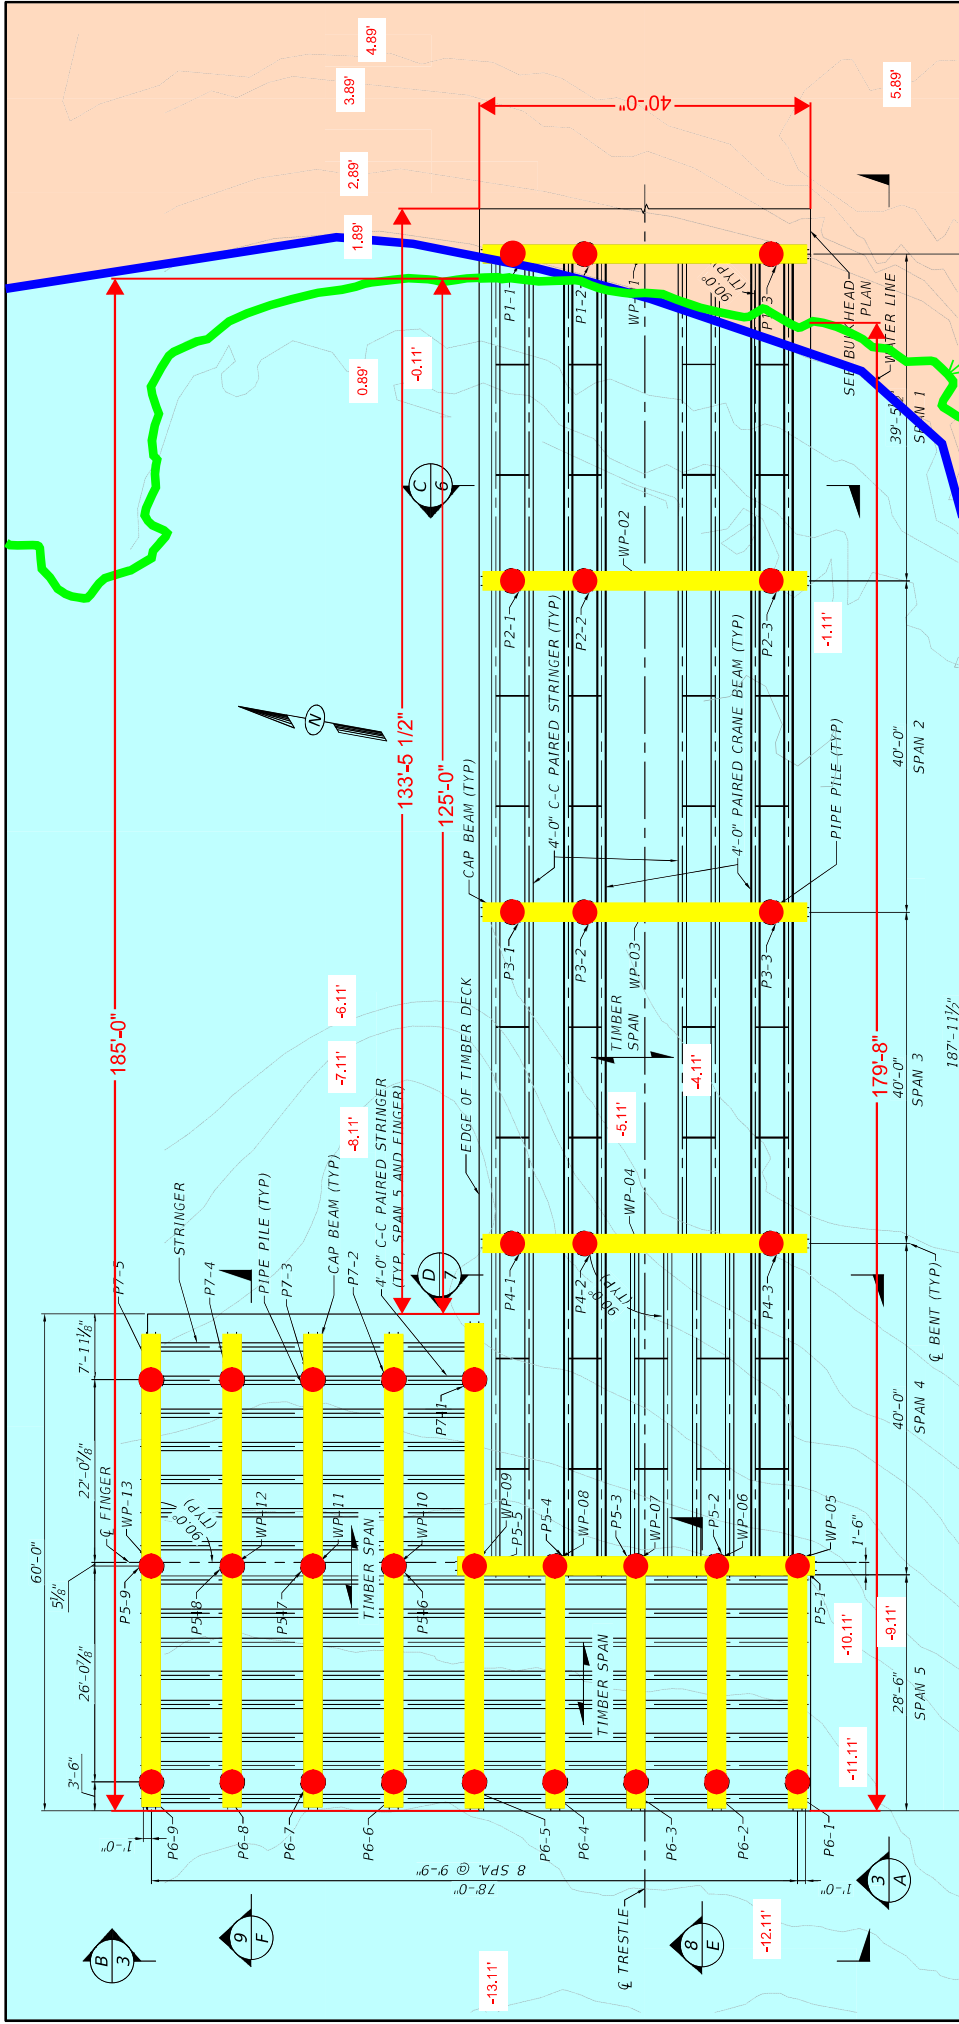 4.89'
3.89'
2.89'
1.89'
5.89'
40'-0"
0.89'
-0.11'
P1-1
P1-2
WP-01
90.0°
(TYP)
SEE BULKHEAD
PLAN
WATER LINE
39'-5½"
SPAN 1
C
6
P2-1
P2-2
WP-02
P2-3
-1.11'
N
133'-5 1/2"
125'-0"
CAP BEAM (TYP)
4'-0" C-C PAIRED STRINGER (TYP)
4'-0" PAIRED CRANE BEAM (TYP)
PIPE PILE (TYP)
40'-0"
SPAN 2
P3-1
P3-2
WP-03
P3-3
185'-0"
-6.11'
-7.11'
-8.11'
EDGE OF TIMBER DECK
TIMBER
SPAN
-4.11'
-5.11'
179'-8"
40'-0"
SPAN 3
187'-11½"
P7-5
STRINGER
P7-4
PIPE PILE (TYP)
P7-3
CAP BEAM (TYP)
P7-2
4'-0" C-C PAIRED STRINGER
(TYP, SPAN 5 AND FINGER)
D
7
P4-1
P4-2
WP-04
90.0°
(TYP)
P4-3
℄ BENT (TYP)
7'-11⅛"
22'-0⅞"
60'-0"
5⅛"
26'-0⅞"
3'-6"
℄ FINGER
WP-13
90.0°
(TYP)
WP-12
WP-11
WP-10
WP-09
P7-1
P5-9
P5-8
P5-7
P5-6
P5-5
P5-4
WP-08
P5-3
WP-07
P5-2
WP-06
WP-05
P5-1
1'-6"
40'-0"
SPAN 4
TIMBER SPAN
TIMBER SPAN
-10.11'
-9.11'
-11.11'
28'-6"
SPAN 5
1'-0"
P6-9
P6-8
P6-7
P6-6
P6-5
P6-4
P6-3
P6-2
P6-1
8 SPA. @ 9'-9"
78'-0"
1'-0"
3
A
B
3
9
F
8
E
℄ TRESTLE
-12.11'
-13.11'